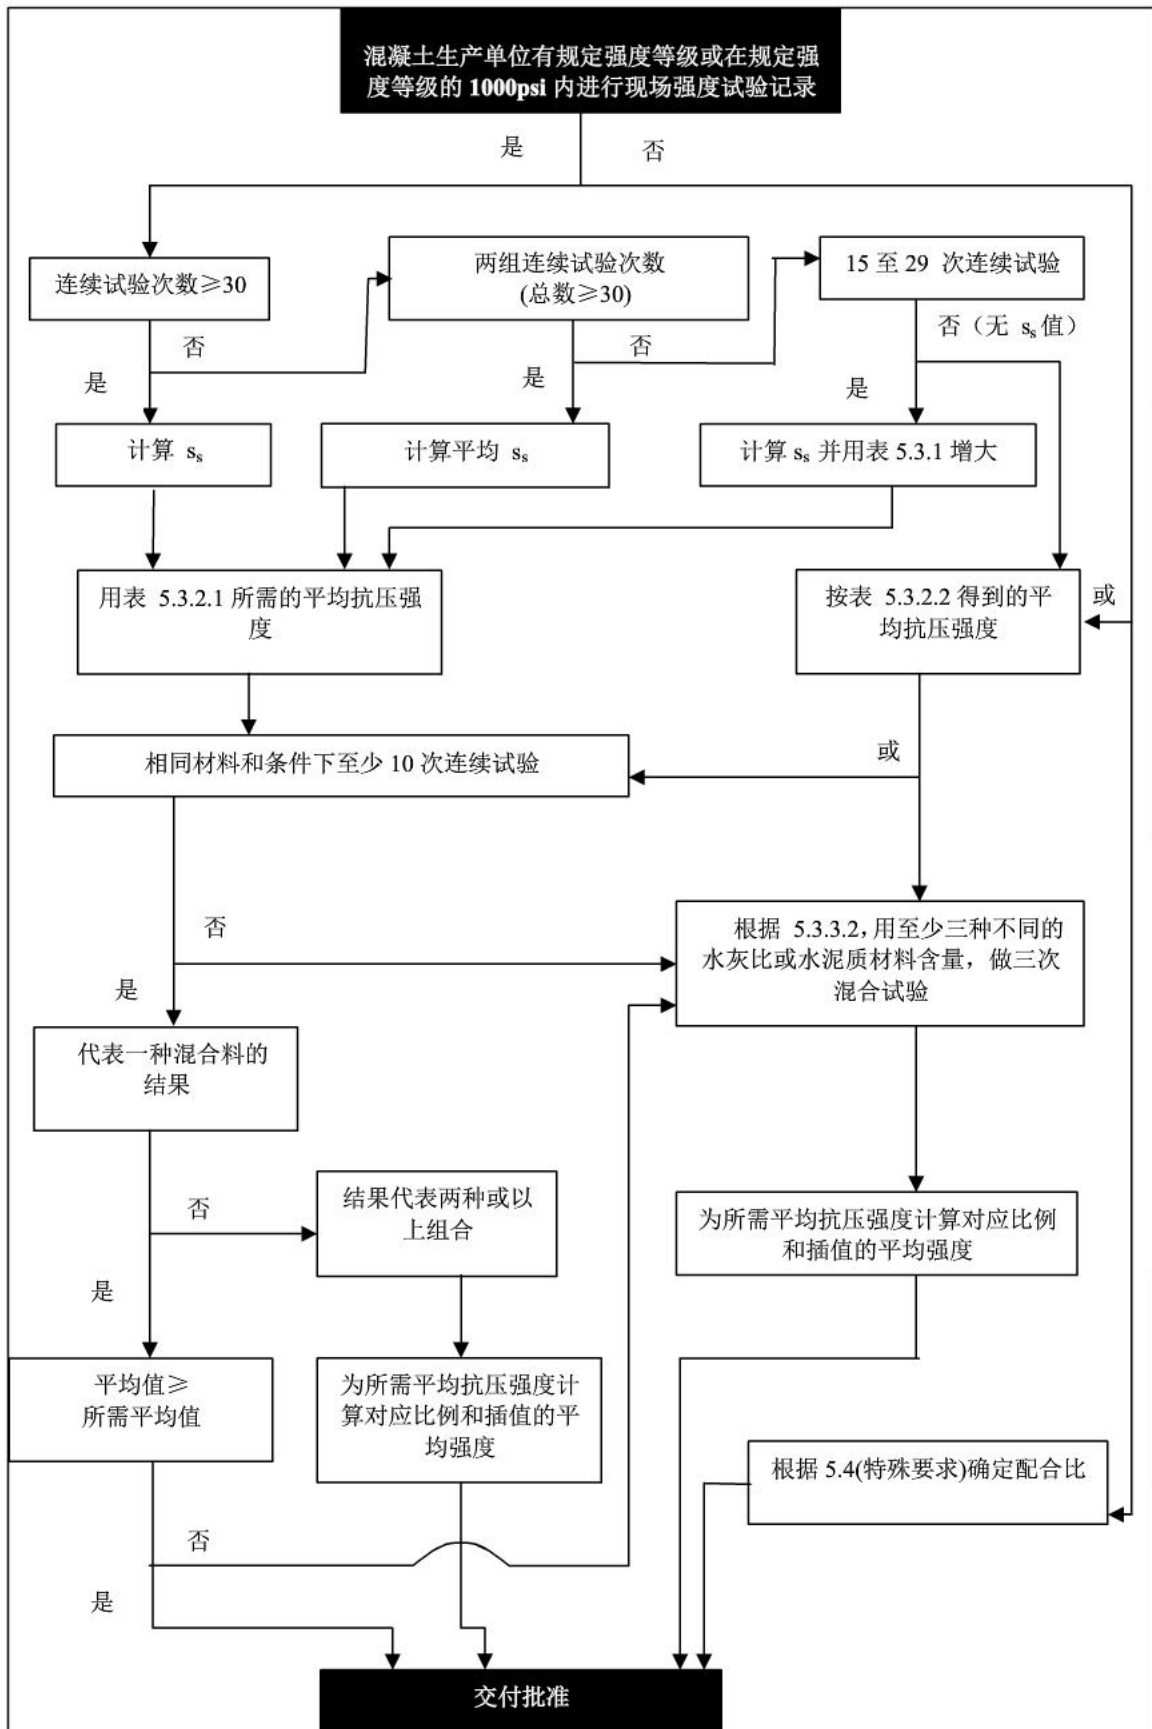 混凝土生产单位有规定强度等级或在规定强
度等级的 1000psi 内进行现场强度试验记录
是
否
连续试验次数≥30
两组连续试验次数
(总数≥30)
15 至 29 次连续试验
否
是
否
是
否（无 ss 值）
是
计算 ss
计算平均 ss
计算 ss 并用表 5.3.1 增大
用表 5.3.2.1 所需的平均抗压强
度
按表 5.3.2.2 得到的平
均抗压强度
或
相同材料和条件下至少 10 次连续试验
或
否
是
根据 5.3.3.2，用至少三种不同的
水灰比或水泥质材料含量，做三次
混合试验
代表一种混合料的
结果
否
是
结果代表两种或以
上组合
为所需平均抗压强度计算对应比例
和插值的平均强度
平均值≥
所需平均值
为所需平均抗压强度计
算对应比例和插值的平
均强度
根据 5.4(特殊要求)确定配合比
否
是
交付批准